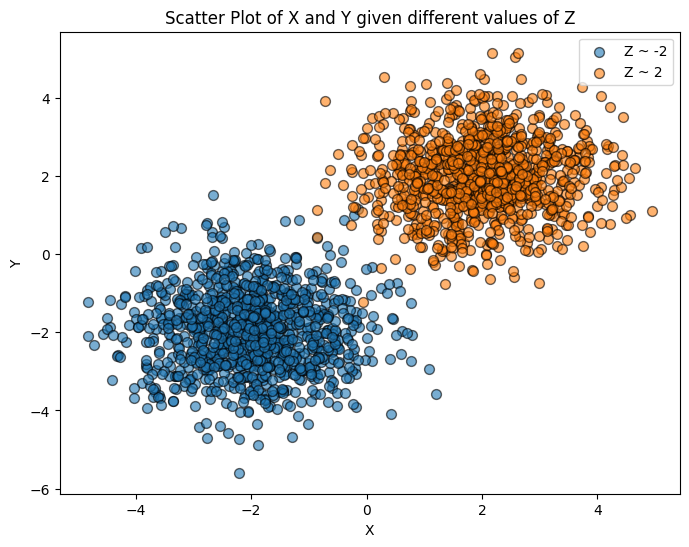 Scatter Plot of X and Y given different values of Z
Z ~ -2
Z ~ 2
Y
4
2
0
−2
−4
−6
−4
−2
0
2
4
X